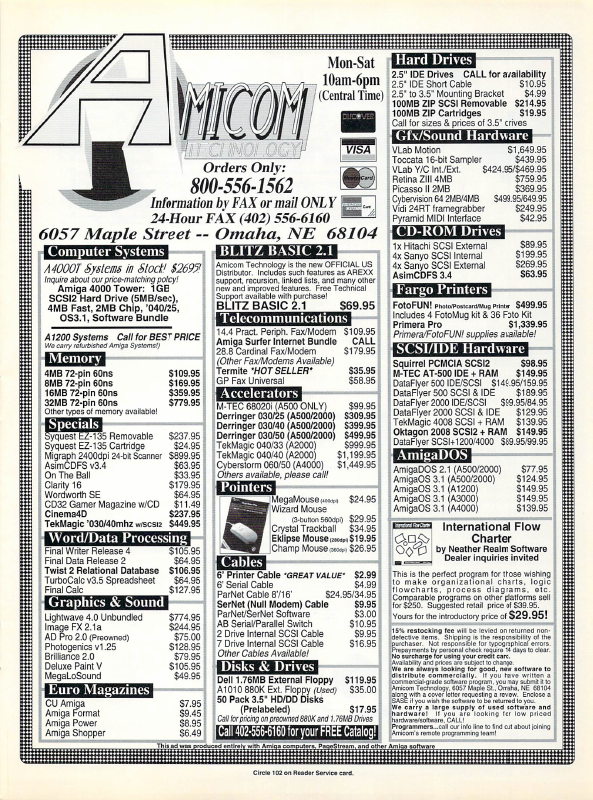 AMICOM
TECHNOLOGY
Mon-Sat
10am-6pm
(Central Time)
DISCOVER
VISA
MasterCard
Orders Only:
800-556-1562
Information by FAX or mail ONLY
24-Hour FAX (402) 556-6160
6057 Maple Street -- Omaha, NE 68104
Computer Systems
A4000T Systems in Stock! $2695!
Inquire about our price-matching policy!
Amiga 4000 Tower: 1GB
SCSI2 Hard Drive (5MB/sec),
4MB Fast, 2MB Chip, '040/25,
OS3.1, Software Bundle
A1200 Systems Call for BEST PRICE
We carry refurbished Amiga Systems!
Memory
4MB 72-pin 60ns $109.95
8MB 72-pin 60ns $169.95
16MB 72-pin 60ns $359.95
32MB 72-pin 60ns $779.95
Other types of memory available!
Specials
Syquest EZ-135 Removable $237.95
Syquest EZ-135 Cartridge $24.95
Migraph 2400dpi 24-bit Scanner $899.95
AsimCDFS v3.4 $63.95
On The Ball $33.95
Clarity 16 $179.95
Wordworth SE $64.95
CD32 Gamer Magazine w/CD $11.49
Cinema4D $237.95
TekMagic '030/40mhz w/SCSI2 $449.95
Word/Data Processing
Final Writer Release 4 $105.95
Final Data Release 2 $64.95
Twist 2 Relational Database $106.95
TurboCalc v3.5 Spreadsheet $64.95
Final Calc $127.95
Graphics & Sound
Lightwave 4.0 Unbundled $774.95
Image FX 2.1a $244.95
AD Pro 2.0 (Preowned) $75.00
Photogenics v1.25 $128.95
Brilliance 2.0 $79.95
Deluxe Paint V $105.95
MegaLoSound $49.95
Euro Magazines
CU Amiga $7.95
Amiga Format $9.45
Amiga Power $8.95
Amiga Shopper $6.49
BLITZ BASIC 2.1
Amicom Technology is the new OFFICIAL US
Distributor. Includes such features as AREXX
support, recursion, linked lists, and many other
new and improved features. Free Technical
Support available with purchase!
BLITZ BASIC 2.1 $69.95
Telecommunications
14.4 Pract. Periph. Fax/Modem $109.95
Amiga Surfer Internet Bundle CALL
28.8 Cardinal Fax/Modem $179.95
(Other Fax/Modems Available)
Termite *HOT SELLER* $35.95
GP Fax Universal $58.95
Accelerators
M-TEC 68020i (A500 ONLY) $99.95
Derringer 030/25 (A500/2000) $309.95
Derringer 030/40 (A500/2000) $399.95
Derringer 030/50 (A500/2000) $499.95
TekMagic 040/33 (A2000) $999.95
TekMagic 040/40 (A2000) $1,199.95
Cyberstorm 060/50 (A4000) $1,449.95
Others available, please call!
Pointers
MegaMouse (400dpi) $24.95
Wizard Mouse
(3-button 560dpi) $29.95
Crystal Trackball $34.95
Eklipse Mouse (280dpi) $19.95
Champ Mouse (360dpi) $26.95
Cables
6' Printer Cable *GREAT VALUE* $2.99
6' Serial Cable $4.99
ParNet Cable 8'/16' $24.95/34.95
SerNet (Null Modem) Cable $9.95
ParNet/SerNet Software $3.00
AB Serial/Parallel Switch $10.95
2 Drive Internal SCSI Cable $9.95
7 Drive Internal SCSI Cable $16.95
Other Cables Available!
Disks & Drives
Dell 1.76MB External Floppy $119.95
A1010 880K Ext. Floppy (Used) $35.00
50 Pack 3.5" HD/DD Disks
(Prelabeled) $17.95
Call for pricing on preowned 880K and 1.76MB Drives
Call 402-556-6160 for your FREE Catalog!
Hard Drives
2.5" IDE Drives CALL for availability
2.5" IDE Short Cable $10.95
2.5" to 3.5" Mounting Bracket $4.99
100MB ZIP SCSI Removable $214.95
100MB ZIP Cartridges $19.95
Call for sizes & prices of 3.5" drives
Gfx/Sound Hardware
VLab Motion $1,649.95
Toccata 16-bit Sampler $439.95
VLab Y/C Int./Ext. $424.95/$469.95
Retina ZIII 4MB $759.95
Picasso II 2MB $369.95
Cybervision 64 2MB/4MB $499.95/649.95
Vidi 24RT framegrabber $249.95
Pyramid MIDI Interface $42.95
CD-ROM Drives
1x Hitachi SCSI External $89.95
4x Sanyo SCSI Internal $199.95
4x Sanyo SCSI External $269.95
AsimCDFS 3.4 $63.95
Fargo Printers
FotoFUN! Photo/Postcard/Mug Printer $499.95
Includes 4 FotoMug kit & 36 Foto Kit
Primera Pro $1,339.95
Primera/FotoFUN! supplies available!
SCSI/IDE Hardware
Squirrel PCMCIA SCSI2 $98.95
M-TEC AT-500 IDE + RAM $149.95
DataFlyer 500 IDE/SCSI $149.95/159.95
DataFlyer 500 SCSI & IDE $189.95
DataFlyer 2000 IDE/SCSI $99.95/84.95
DataFlyer 2000 SCSI & IDE $129.95
TekMagic 4008 SCSI + RAM $139.95
Oktagon 2008 SCSI2 + RAM $149.95
DataFlyer SCSI+1200/4000 $89.95/99.95
AmigaDOS
AmigaDOS 2.1 (A500/2000) $77.95
AmigaOS 3.1 (A500/2000) $124.95
AmigaOS 3.1 (A1200) $149.95
AmigaOS 3.1 (A3000) $149.95
AmigaOS 3.1 (A4000) $139.95
International Flow Charter
International Flow
Charter
by Neather Realm Software
Dealer inquiries invited
This is the perfect program for those wishing
to make organizational charts, logic
flowcharts, process diagrams, etc.
Comparable programs on other platforms sell
for $250. Suggested retail price of $39.95.
Yours for the introductory price of $29.95!
15% restocking fee will be levied on returned non-
defective items. Shipping is the responsibility of the
purchaser. Not responsible for typographical errors.
Prepayments by personal check require 14 days to clear.
No surcharge for using your credit card.
Availability and prices are subject to change.
We are always looking for good, new software to
distribute commercially. If you have written a
commercial-grade software program, you may submit it to
Amicom Technology, 6057 Maple St., Omaha, NE 68104
along with a cover letter requesting a review. Enclose a
SASE if you wish the software to be returned to you.
We carry a large supply of used software and
hardware! If you are looking for low priced
hardware/software, CALL!
Programmers...call our info line to find cut about joining
Amicom's remote programming team!
This ad was produced entirely with Amiga computers, PageStream, and other Amiga software
Circle 102 on Reader Service card.